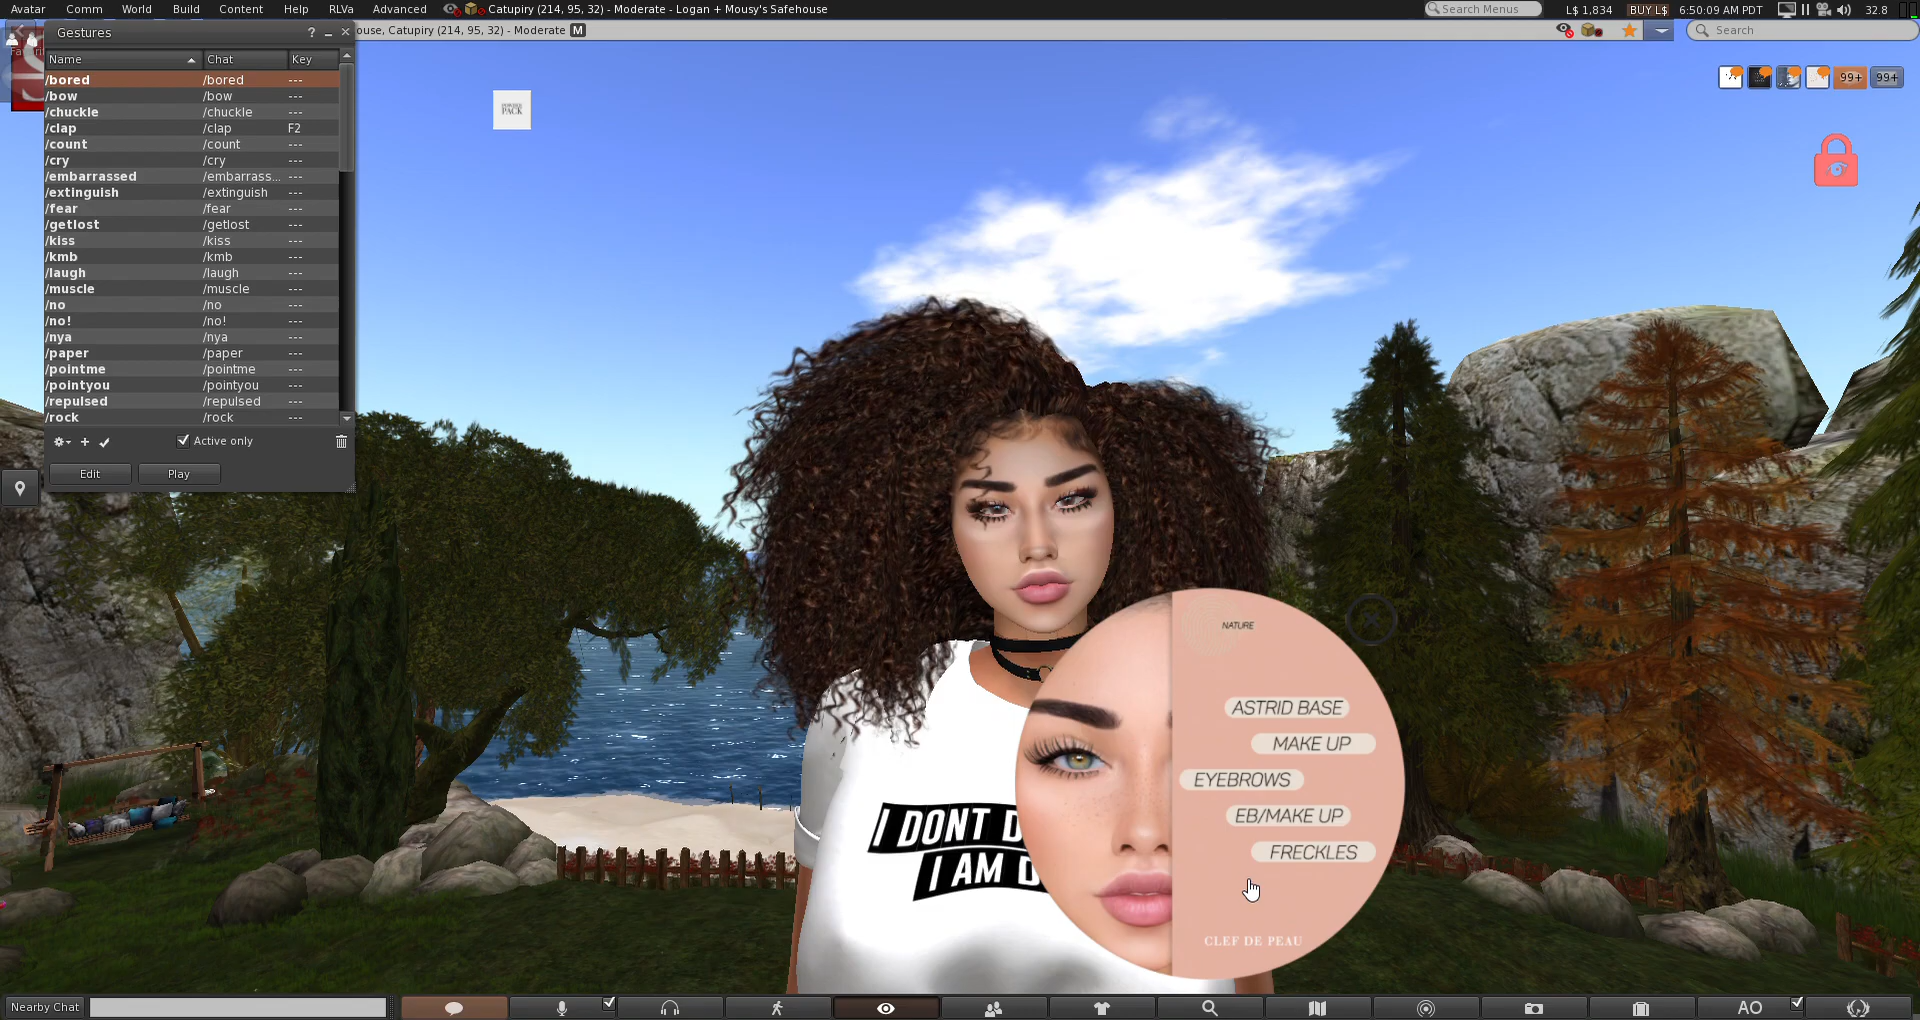 Avatar Comm World Build Content Help RLVa Advanced Catupiry (214, 95, 32) - Moderate - Logan + Mousy's Safehouse Search Menus L$ 1,834 BUY L$ 6:50:09 AM PDT 32.8
Gestures ? ouse, Catupiry (214, 95, 32) - Moderate M Search
Name Chat Key
/bored /bored ---
/bow /bow ---
/chuckle /chuckle ---
/clap /clap F2
/count /count ---
/cry /cry ---
/embarrassed /embarrass... ---
/extinguish /extinguish ---
/fear /fear ---
/getlost /getlost ---
/kiss /kiss ---
/kmb /kmb ---
/laugh /laugh ---
/muscle /muscle ---
/no /no ---
/no! /no! ---
/nya /nya ---
/paper /paper ---
/pointme /pointme ---
/pointyou /pointyou ---
/repulsed /repulsed ---
/rock /rock ---
Active only
Edit Play
PACK
99+ 99+
NATURE
ASTRID BASE
MAKE UP
EYEBROWS
EB/MAKE UP
FRECKLES
CLEF DE PEAU
I DONT D
I AM D
Nearby Chat AO